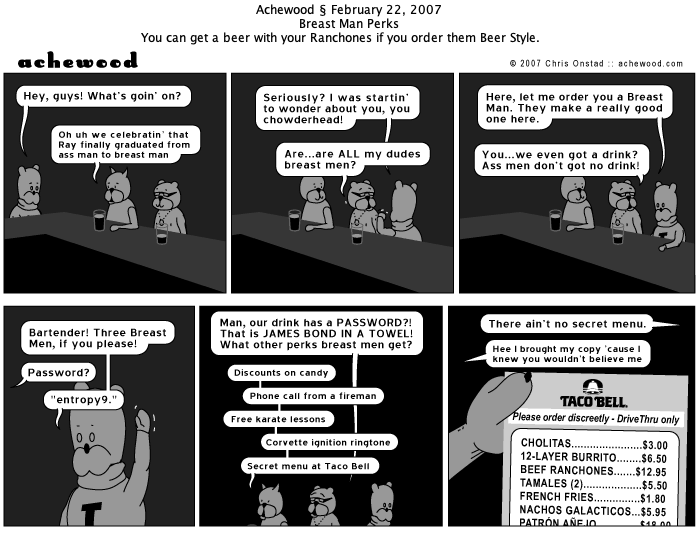 Achewood § February 22, 2007
Breast Man Perks
You can get a beer with your Ranchones if you order them Beer Style.
achewood
© 2007 Chris Onstad :: achewood.com
Hey, guys! What's goin' on?
Oh uh we celebratin' that
Ray finally graduated from
ass man to breast man
Seriously? I was startin'
to wonder about you, you
chowderhead!
Are...are ALL my dudes
breast men?
Here, let me order you a Breast
Man. They make a really good
one here.
You...we even got a drink?
Ass men don't got no drink!
T
Bartender! Three Breast
Men, if you please!
Password?
"entropy9."
T
Man, our drink has a PASSWORD?!
That is JAMES BOND IN A TOWEL!
What other perks breast men get?
Discounts on candy
Phone call from a fireman
Free karate lessons
Corvette ignition ringtone
Secret menu at Taco Bell
There ain't no secret menu.
Hee I brought my copy 'cause I
knew you wouldn't believe me
TACO BELL.
Please order discreetly - DriveThru only
CHOLITAS.......................$3.00
12-LAYER BURRITO.......$6.50
BEEF RANCHONES.......$12.95
TAMALES (2)...................$5.50
FRENCH FRIES...............$1.80
NACHOS GALACTICOS...$5.95
PATRÓN AÑEJO............$18.00